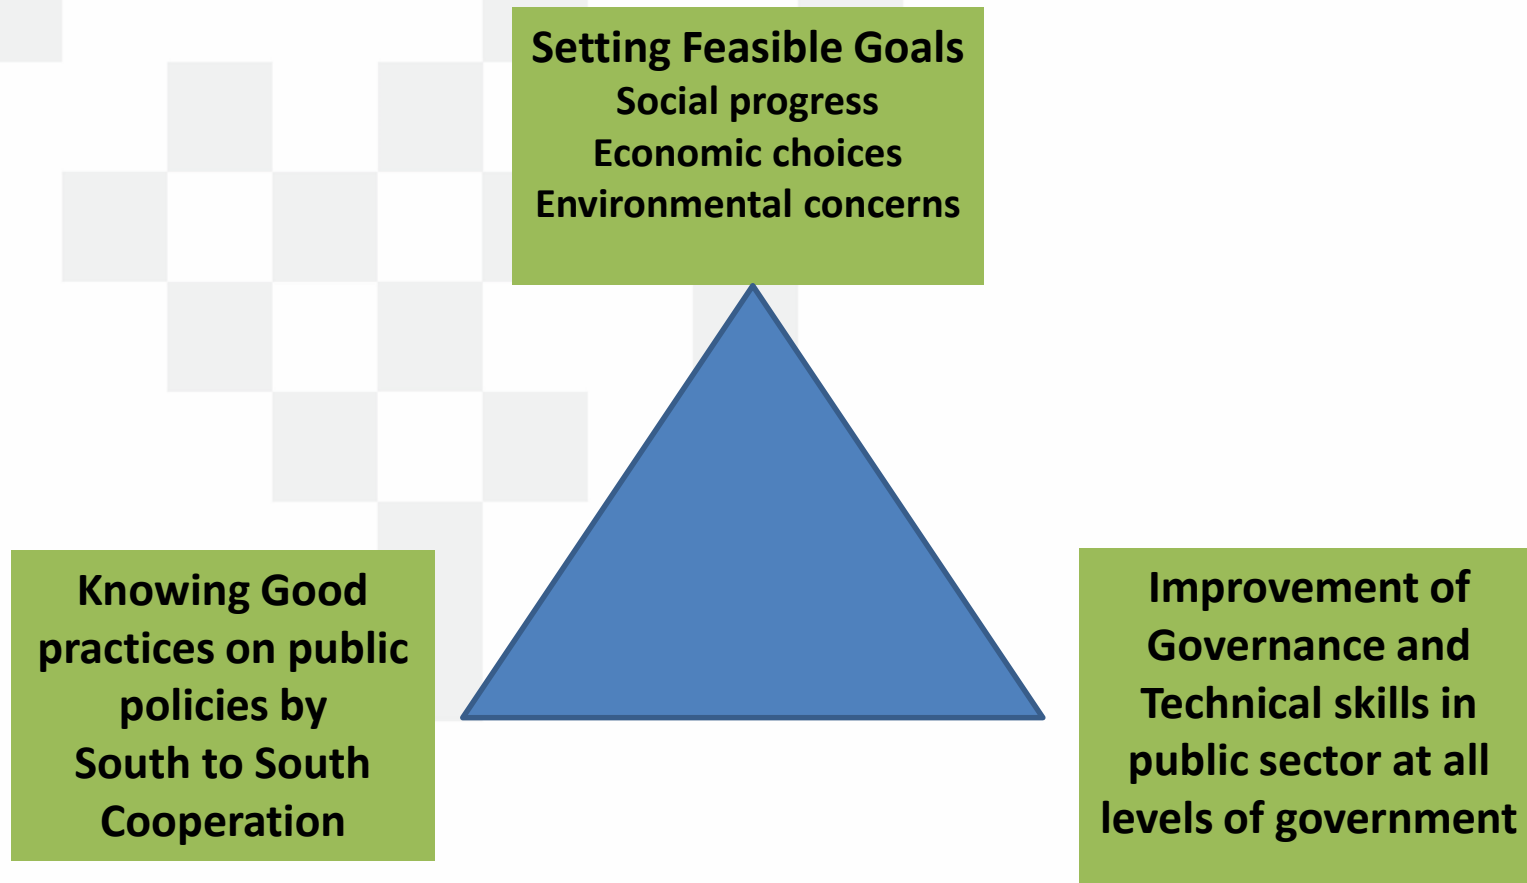 Setting Feasible Goals
Social progress
Economic choices
Environmental concerns
Knowing Good
practices on public
policies by
South to South
Cooperation
Improvement of
Governance and
Technical skills in
public sector at all
levels of government